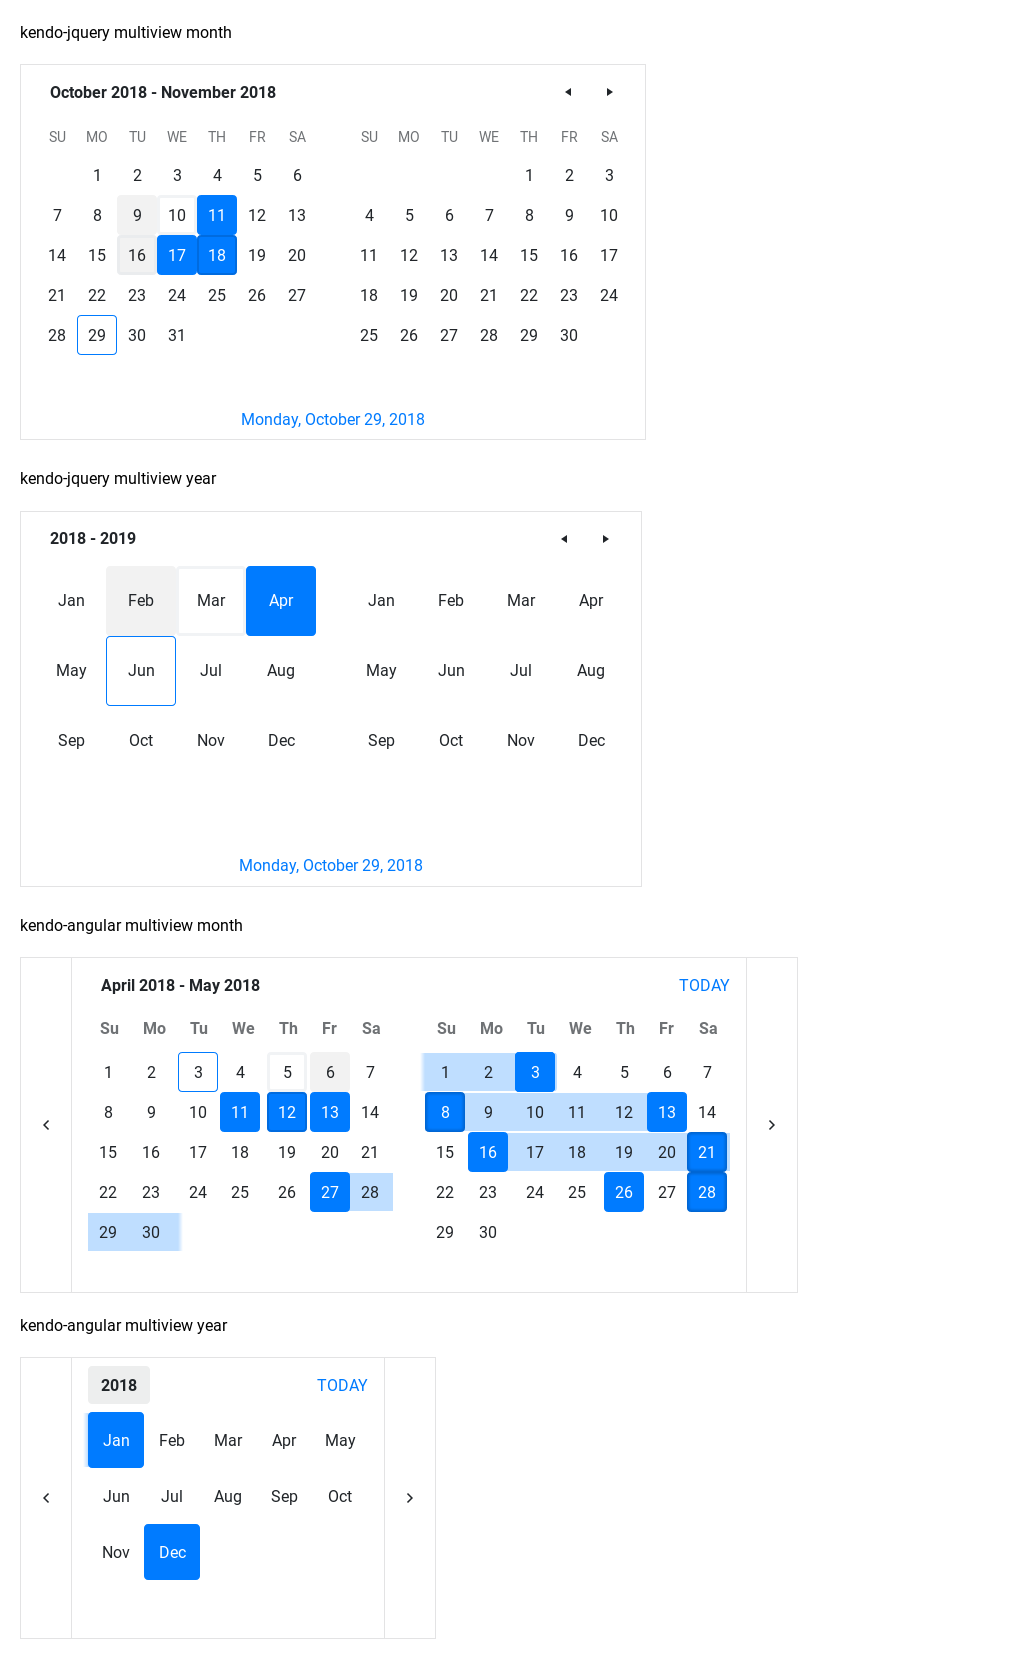 kendo-jquery multiview month
October 2018 - November 2018
SU MO TU WE TH FR SA SU MO TU WE TH FR SA
1 2 3 4 5 6 1 2 3
7 8 9 10 11 12 13 4 5 6 7 8 9 10
14 15 16 17 18 19 20 11 12 13 14 15 16 17
21 22 23 24 25 26 27 18 19 20 21 22 23 24
28 29 30 31 25 26 27 28 29 30
Monday, October 29, 2018
kendo-jquery multiview year
2018 - 2019
Jan Feb Mar Apr Jan Feb Mar Apr
May Jun Jul Aug May Jun Jul Aug
Sep Oct Nov Dec Sep Oct Nov Dec
Monday, October 29, 2018
kendo-angular multiview month
April 2018 - May 2018 TODAY
Su Mo Tu We Th Fr Sa Su Mo Tu We Th Fr Sa
1 2 3 4 5 6 7 1 2 3 4 5 6 7
8 9 10 11 12 13 14 8 9 10 11 12 13 14
15 16 17 18 19 20 21 15 16 17 18 19 20 21
22 23 24 25 26 27 28 22 23 24 25 26 27 28
29 30 29 30
kendo-angular multiview year
2018 TODAY
Jan Feb Mar Apr May
Jun Jul Aug Sep Oct
Nov Dec